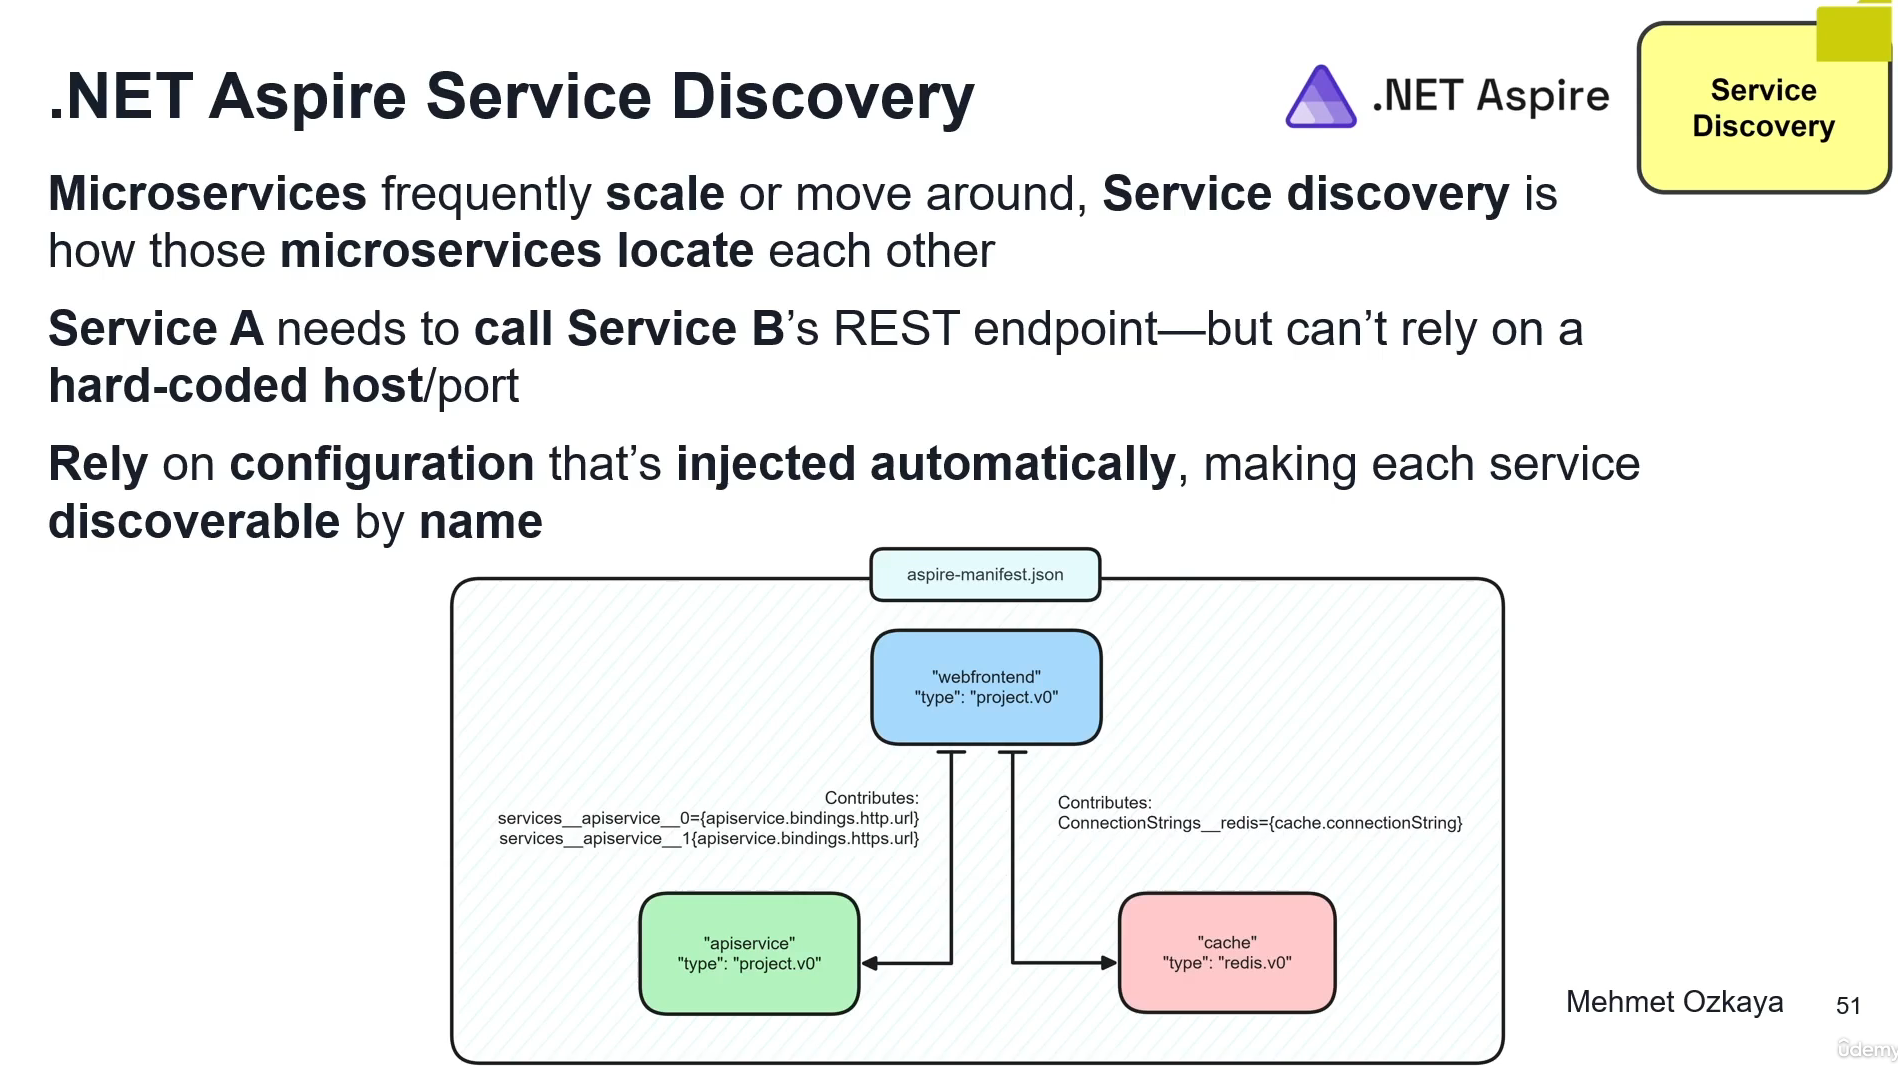 .NET Aspire Service Discovery
.NET Aspire
Service
Discovery
Microservices frequently scale or move around, Service discovery is
how those microservices locate each other
Service A needs to call Service B’s REST endpoint—but can’t rely on a
hard-coded host/port
Rely on configuration that’s injected automatically, making each service
discoverable by name
aspire-manifest.json
"webfrontend"
"type": "project.v0"
Contributes:
services__apiservice__0={apiservice.bindings.http.url}
services__apiservice__1{apiservice.bindings.https.url}
Contributes:
ConnectionStrings__redis={cache.connectionString}
"apiservice"
"type": "project.v0"
"cache"
"type": "redis.v0"
Mehmet Ozkaya
51
ûdemy